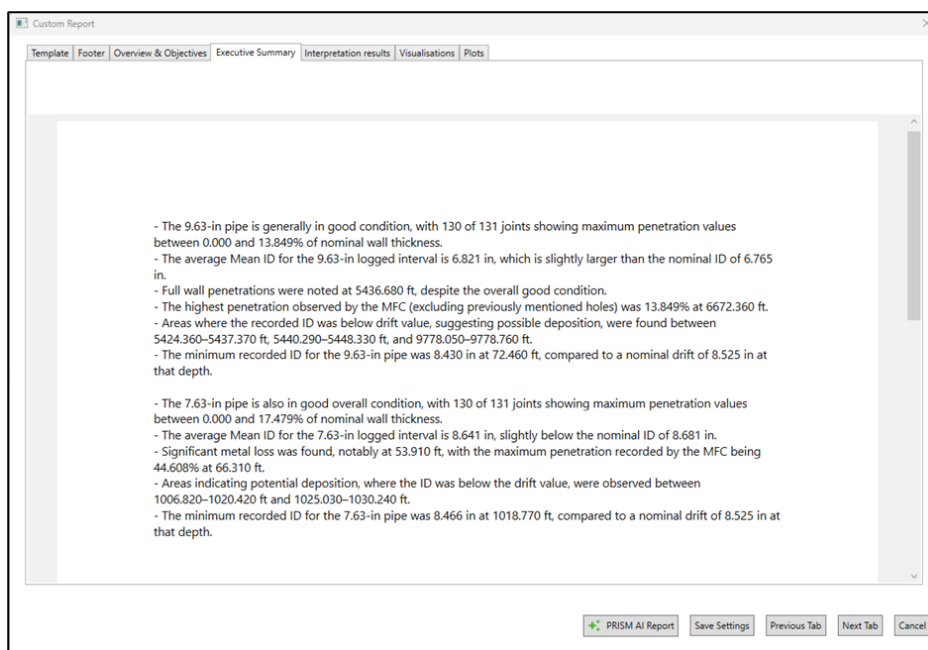 Custom Report
Template Footer Overview & Objectives Executive Summary Interpretation results Visualisations Plots
- The 9.63-in pipe is generally in good condition, with 130 of 131 joints showing maximum penetration values
between 0.000 and 13.849% of nominal wall thickness.
- The average Mean ID for the 9.63-in logged interval is 6.821 in, which is slightly larger than the nominal ID of 6.765
in.
- Full wall penetrations were noted at 5436.680 ft, despite the overall good condition.
- The highest penetration observed by the MFC (excluding previously mentioned holes) was 13.849% at 6672.360 ft.
- Areas where the recorded ID was below drift value, suggesting possible deposition, were found between
5424.360–5437.370 ft, 5440.290–5448.330 ft, and 9778.050–9778.760 ft.
- The minimum recorded ID for the 9.63-in pipe was 8.430 in at 72.460 ft, compared to a nominal drift of 8.525 in at
that depth.
- The 7.63-in pipe is also in good overall condition, with 130 of 131 joints showing maximum penetration values
between 0.000 and 17.479% of nominal wall thickness.
- The average Mean ID for the 7.63-in logged interval is 8.641 in, slightly below the nominal ID of 8.681 in.
- Significant metal loss was found, notably at 53.910 ft, with the maximum penetration recorded by the MFC being
44.608% at 66.310 ft.
- Areas indicating potential deposition, where the ID was below the drift value, were observed between
1006.820–1020.420 ft and 1025.030–1030.240 ft.
- The minimum recorded ID for the 7.63-in pipe was 8.466 in at 1018.770 ft, compared to a nominal drift of 8.525 in at
that depth.
PRISM AI Report Save Settings Previous Tab Next Tab Cancel